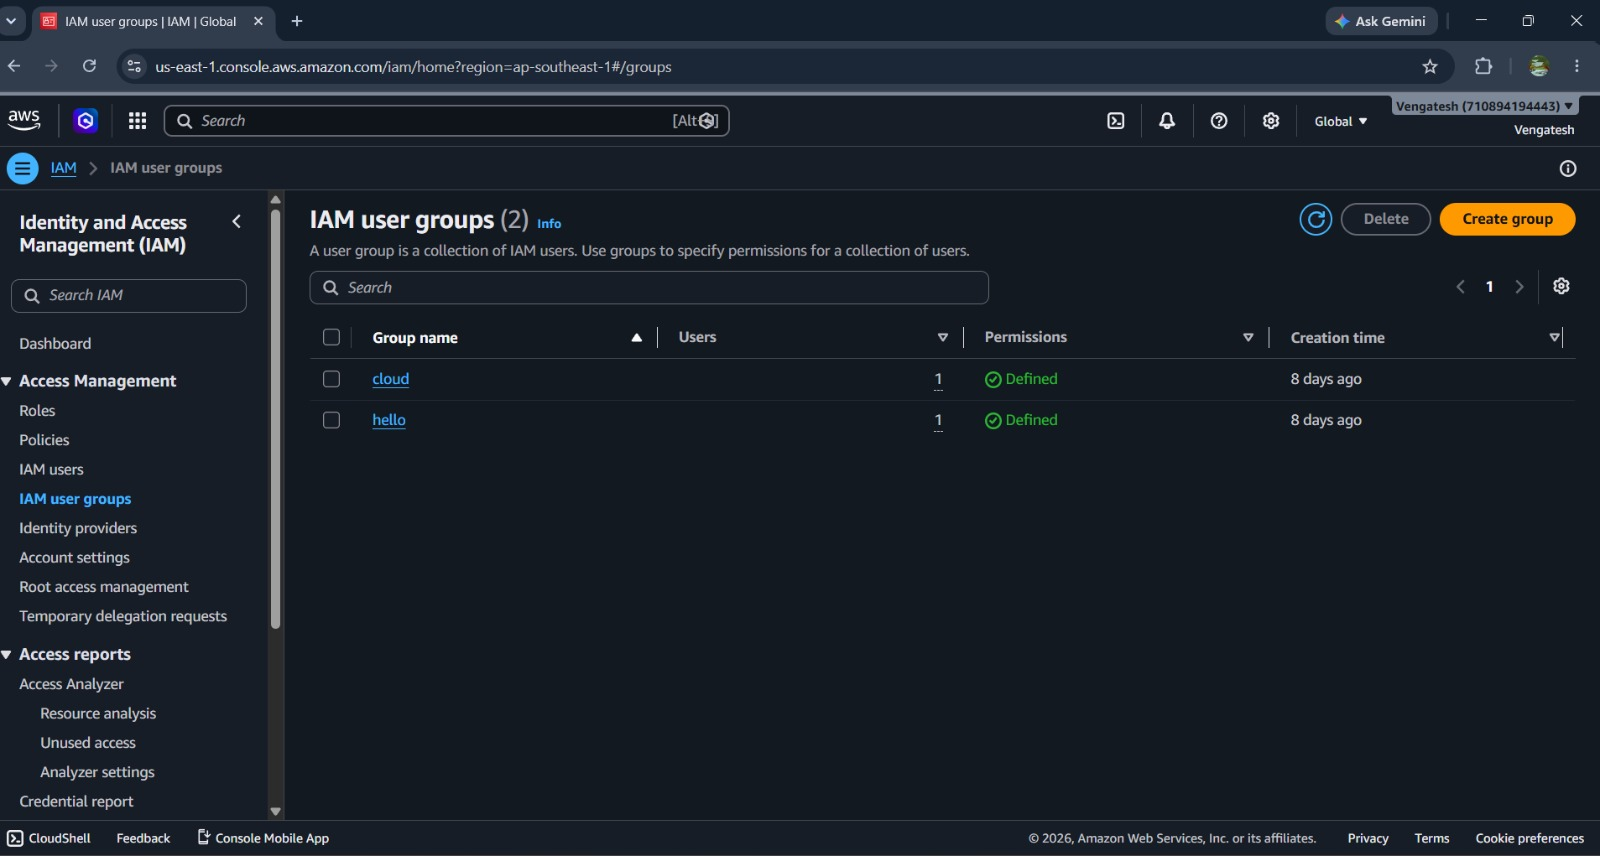 IAM user groups | IAM | Global
Ask Gemini
us-east-1.console.aws.amazon.com/iam/home?region=ap-southeast-1#/groups
aws
Search
Global
Vengatesh (710894194443)
Vengatesh
IAM
IAM user groups
Identity and Access
Management (IAM)
Search IAM
Dashboard
Access Management
Roles
Policies
IAM users
IAM user groups
Identity providers
Account settings
Root access management
Temporary delegation requests
Access reports
Access Analyzer
Resource analysis
Unused access
Analyzer settings
Credential report
IAM user groups (2) Info
Delete
Create group
A user group is a collection of IAM users. Use groups to specify permissions for a collection of users.
Search
1
Group name Users Permissions Creation time
cloud 1 Defined 8 days ago
hello 1 Defined 8 days ago
CloudShell Feedback Console Mobile App
© 2026, Amazon Web Services, Inc. or its affiliates. Privacy Terms Cookie preferences